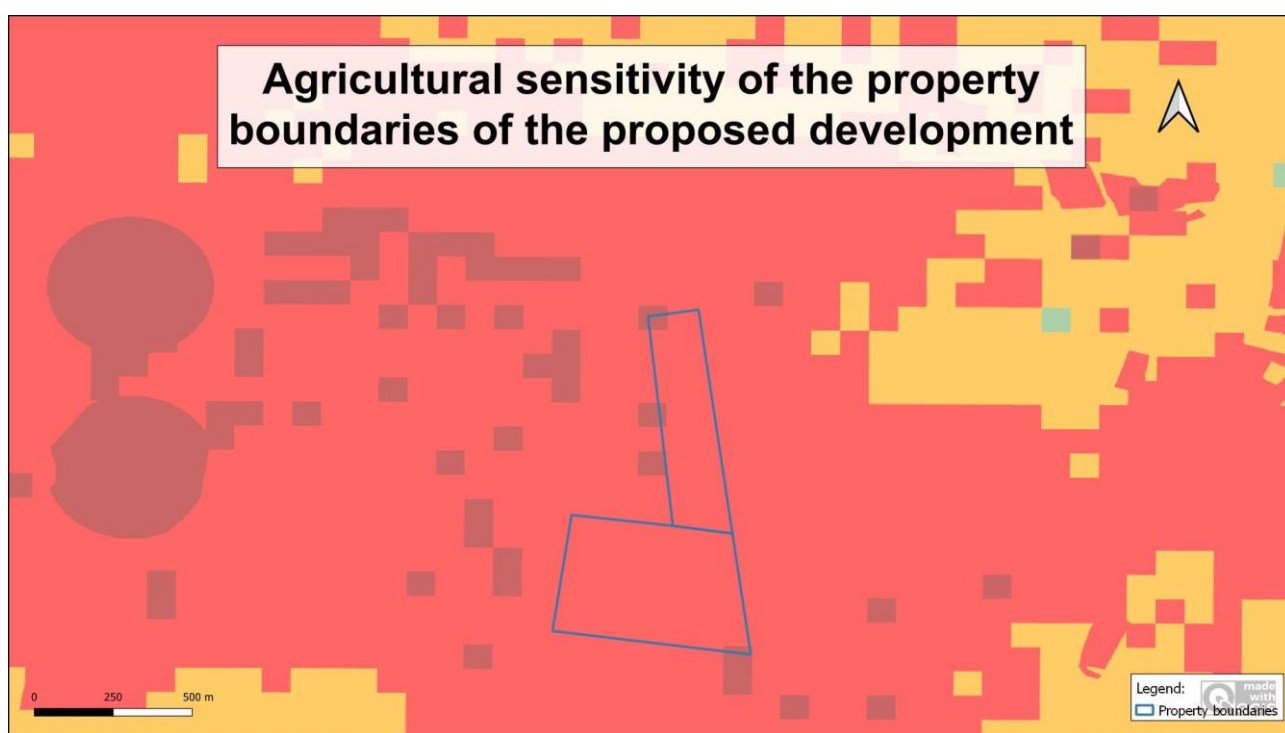 Agricultural sensitivity of the property
boundaries of the proposed development
0 250 500 m
Legend:
made
with
Property boundaries